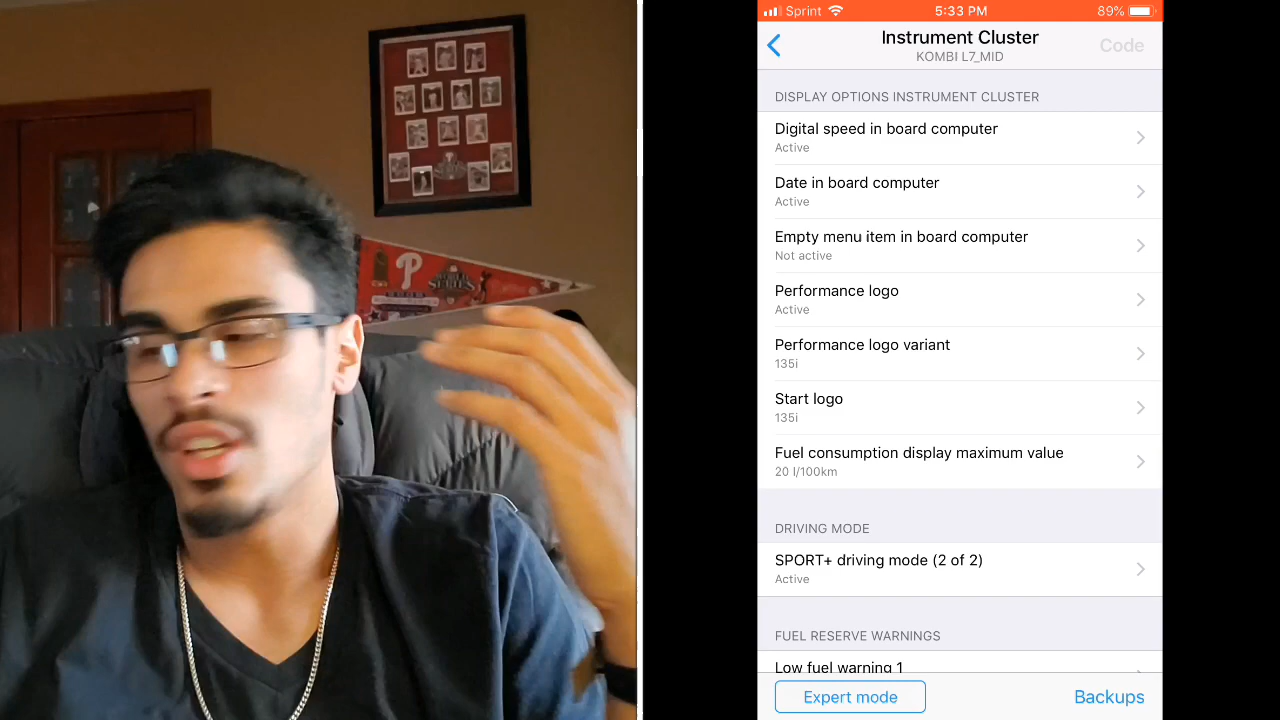 P
WORLD
SERIES
Sprint 5:33 PM 89%
Instrument Cluster Code
KOMBI L7_MID
DISPLAY OPTIONS INSTRUMENT CLUSTER
Digital speed in board computer
Active
Date in board computer
Active
Empty menu item in board computer
Not active
Performance logo
Active
Performance logo variant
135i
Start logo
135i
Fuel consumption display maximum value
20 l/100km
DRIVING MODE
SPORT+ driving mode (2 of 2)
Active
FUEL RESERVE WARNINGS
Low fuel warning 1
Expert mode Backups